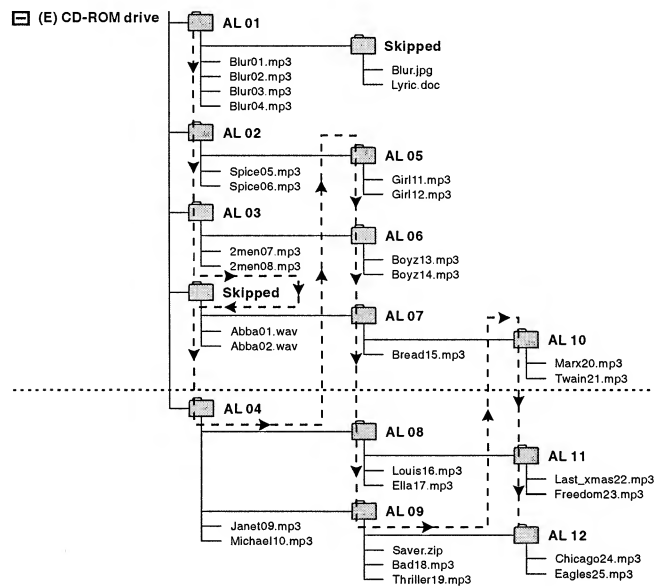 (E) CD-ROM drive
AL 01
Blur01.mp3
Blur02.mp3
Blur03.mp3
Blur04.mp3
Skipped
Blur.jpg
Lyric.doc
AL 02
Spice05.mp3
Spice06.mp3
AL 05
Girl11.mp3
Girl12.mp3
AL 03
2men07.mp3
2men08.mp3
AL 06
Boyz13.mp3
Boyz14.mp3
Skipped
Abba01.wav
Abba02.wav
AL 07
Bread15.mp3
AL 10
Marx20.mp3
Twain21.mp3
AL 04
Janet09.mp3
Michael10.mp3
AL 08
Louis16.mp3
Ella17.mp3
AL 11
Last_xmas22.mp3
Freedom23.mp3
AL 09
Saver.zip
Bad18.mp3
Thriller19.mp3
AL 12
Chicago24.mp3
Eagles25.mp3